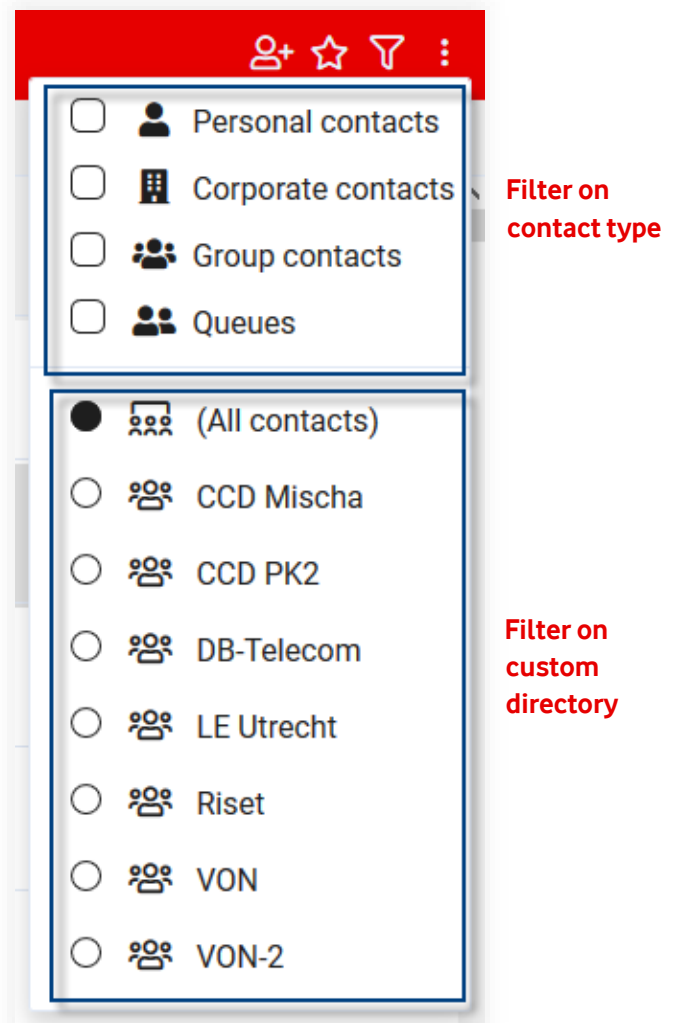 Personal contacts
Corporate contacts
Group contacts
Queues
Filter on
contact type
(All contacts)
CCD Mischa
CCD PK2
DB-Telecom
LE Utrecht
Riset
VON
VON-2
Filter on
custom
directory